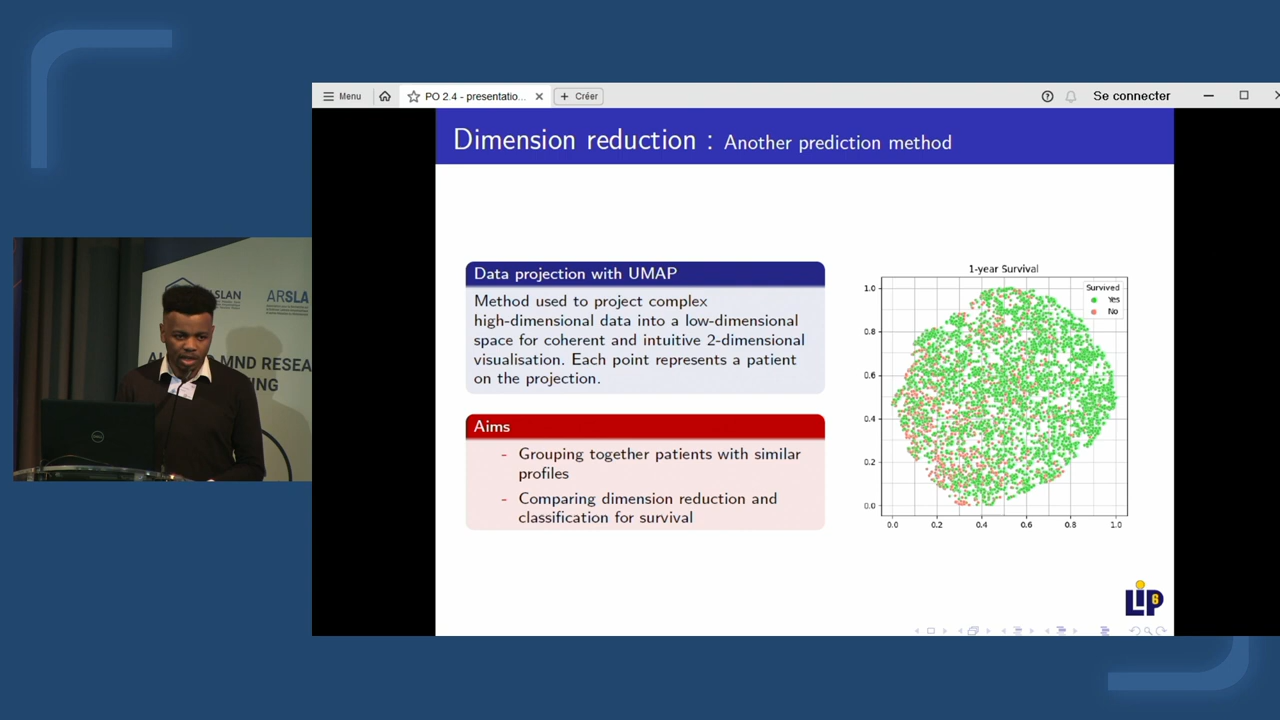 Menu
PO 2.4 - presentatio...
Créer
Se connecter
Dimension reduction : Another prediction method
Data projection with UMAP
Method used to project complex
high-dimensional data into a low-dimensional
space for coherent and intuitive 2-dimensional
visualisation. Each point represents a patient
on the projection.
Aims
- Grouping together patients with similar
profiles
- Comparing dimension reduction and
classification for survival
1-year Survival
Survived
Yes
No
1.0
0.8
0.6
0.4
0.2
0.0
0.0 0.2 0.4 0.6 0.8 1.0
LIP6
ARSLA
MND RESEA
DELL